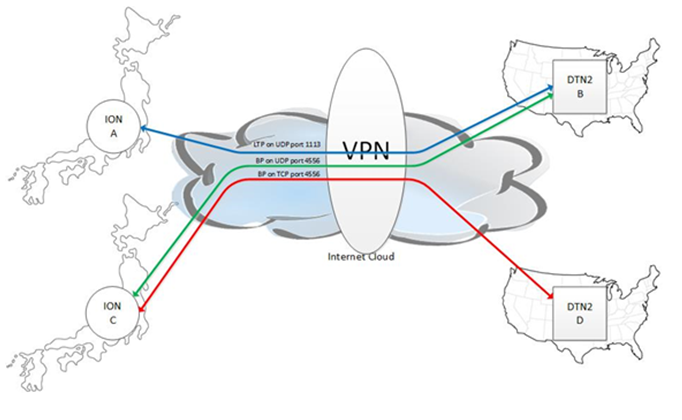 ION
A
DTN2
B
LTP on UDP port 1113
BP on UDP port 4556
BP on TCP port 4556
VPN
Internet Cloud
ION
C
DTN2
D